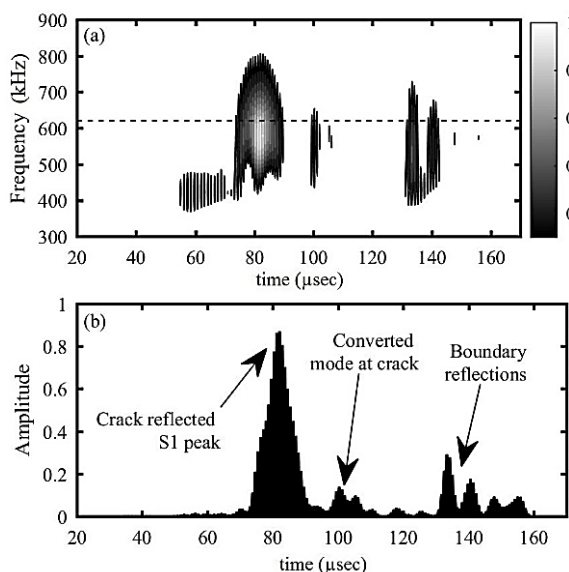 900
800
700
600
500
400
300
Frequency (kHz)
(a)
20 40 60 80 100 120 140 160
time (µsec)
1
0.8
0.6
0.4
0.2
0
Amplitude
(b)
Crack reflected
S1 peak
Converted
mode at crack
Boundary
reflections
20 40 60 80 100 120 140 160
time (µsec)